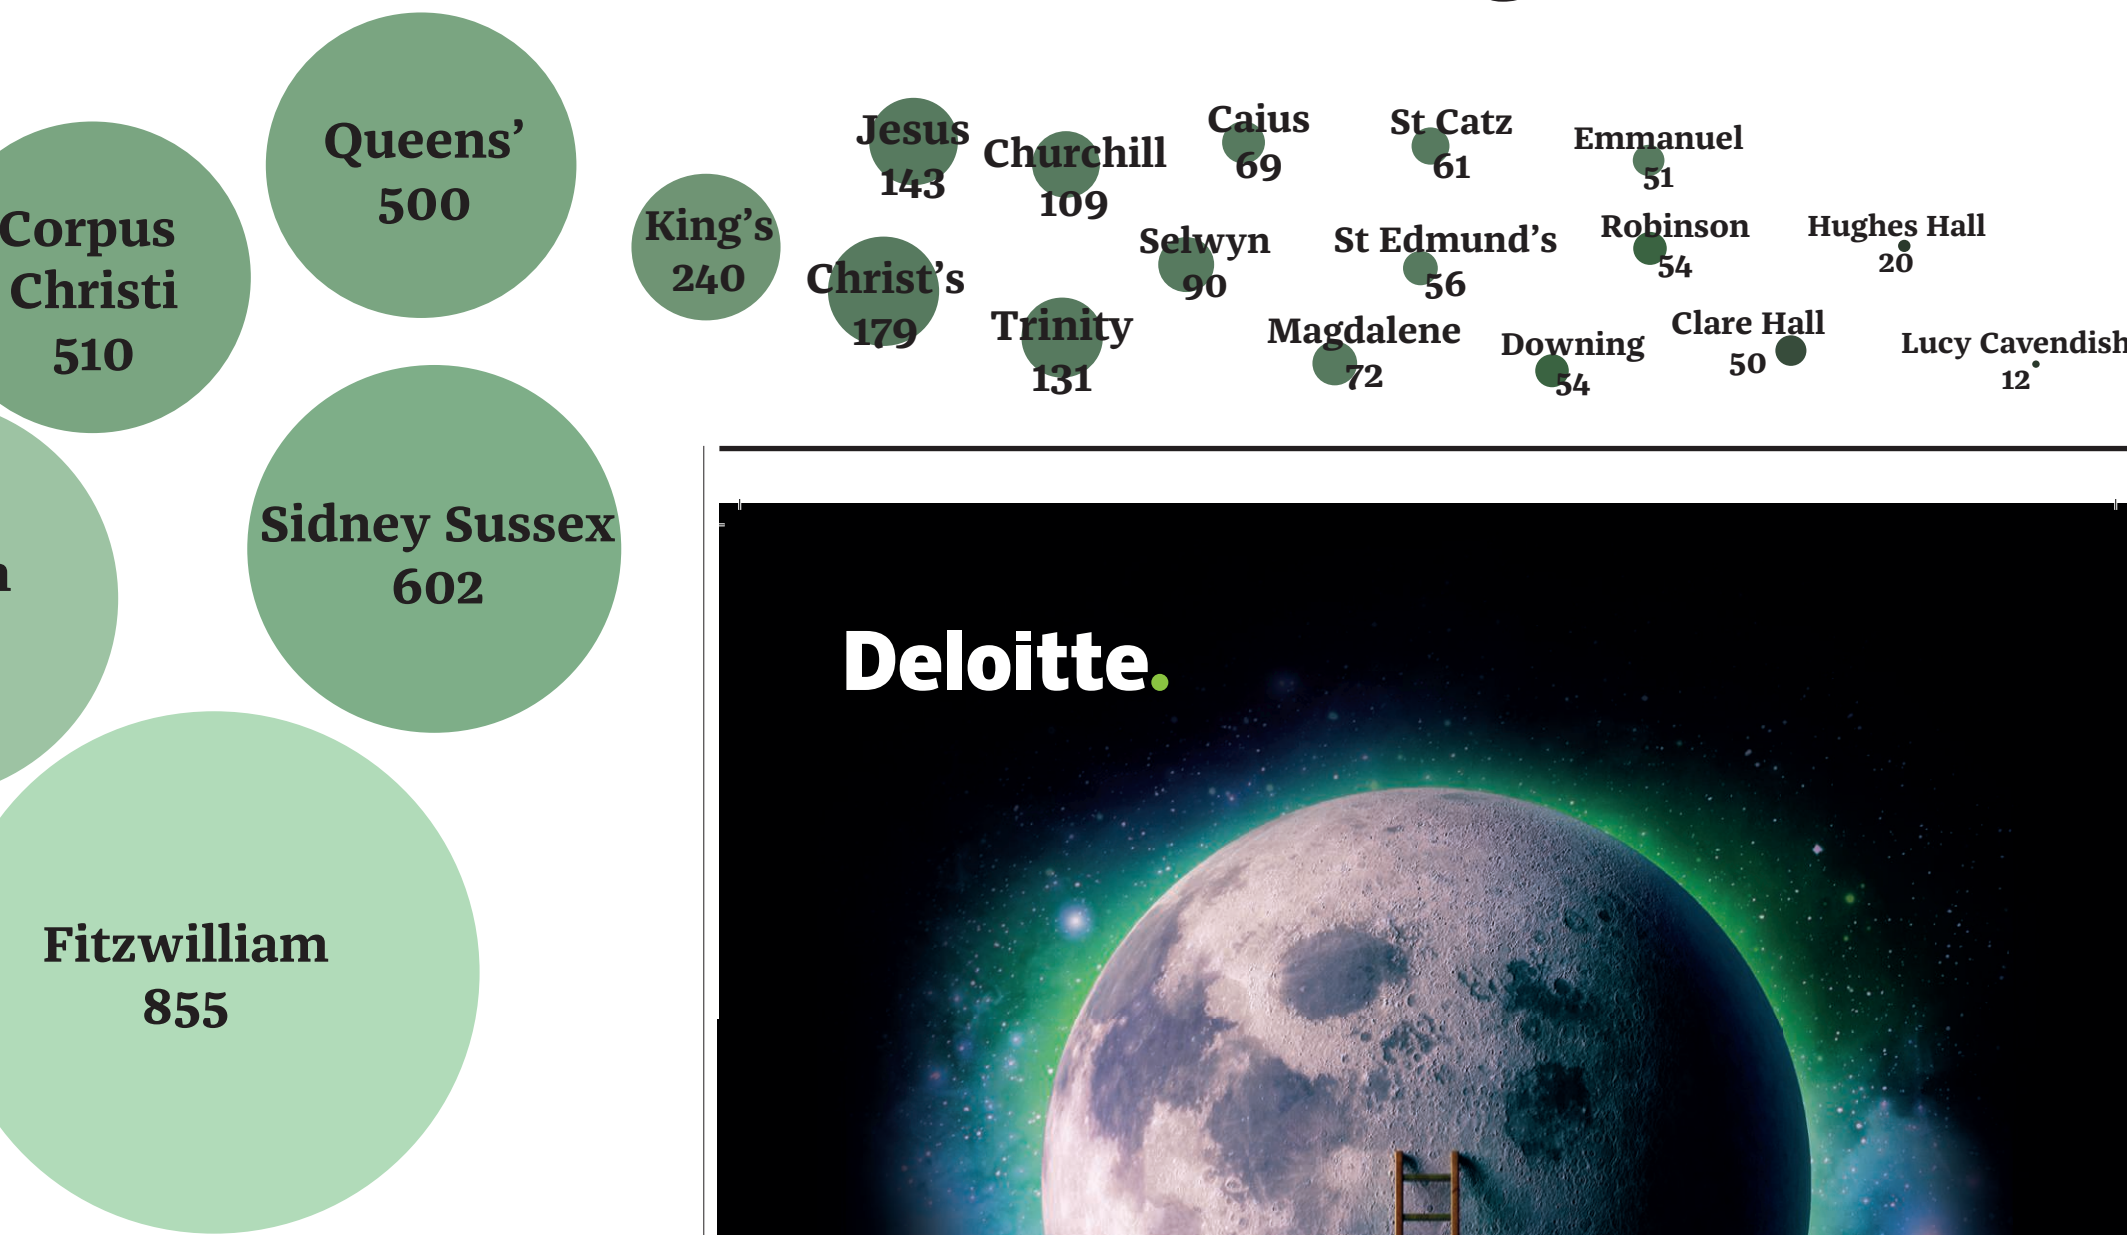 Queens’
500
Corpus
Christi
510
King’s
240
Jesus
143
Churchill
109
Caius
69
St Catz
61
Emmanuel
51
Christ’s
179
Trinity
131
Selwyn
90
St Edmund’s
56
Robinson
54
Hughes Hall
20
Magdalene
72
Downing
54
Clare Hall
50
Lucy Cavendish
12
Sidney Sussex
602
Fitzwilliam
855
Deloitte.